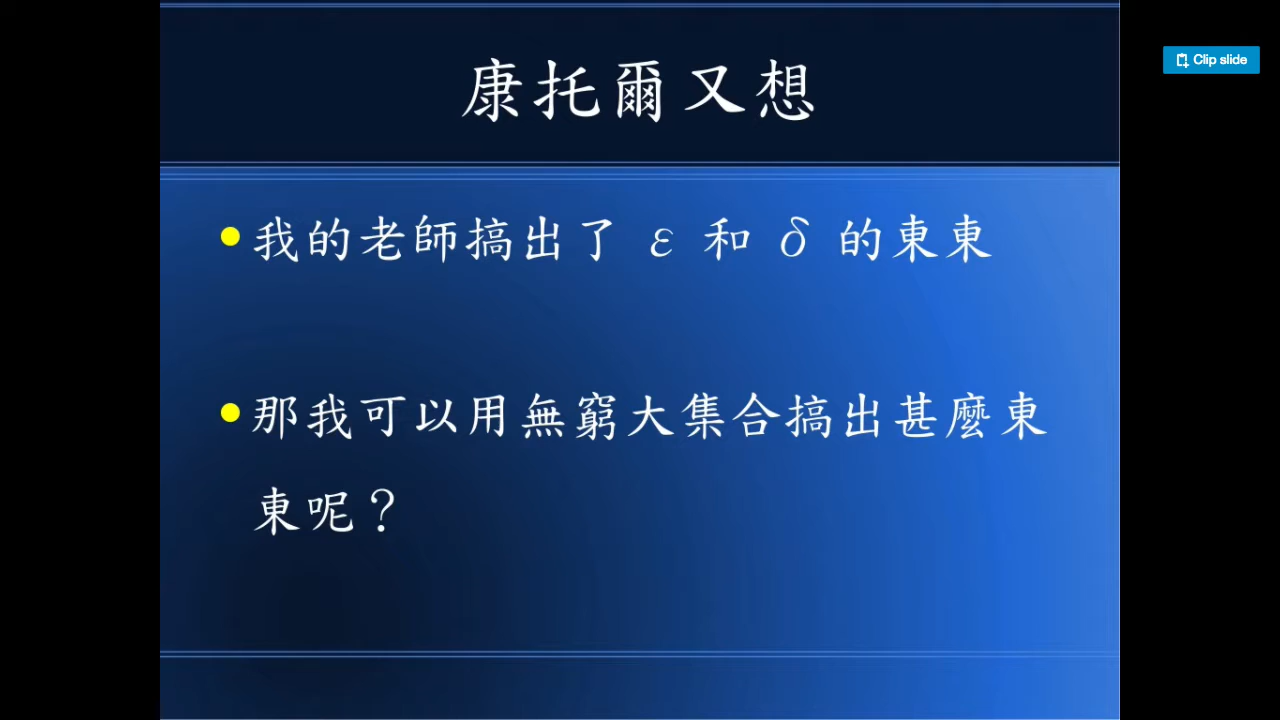 康托爾又想
Clip slide
•我的老師搞出了 ε 和 δ 的東東
•那我可以用無窮大集合搞出甚麼東
東呢？